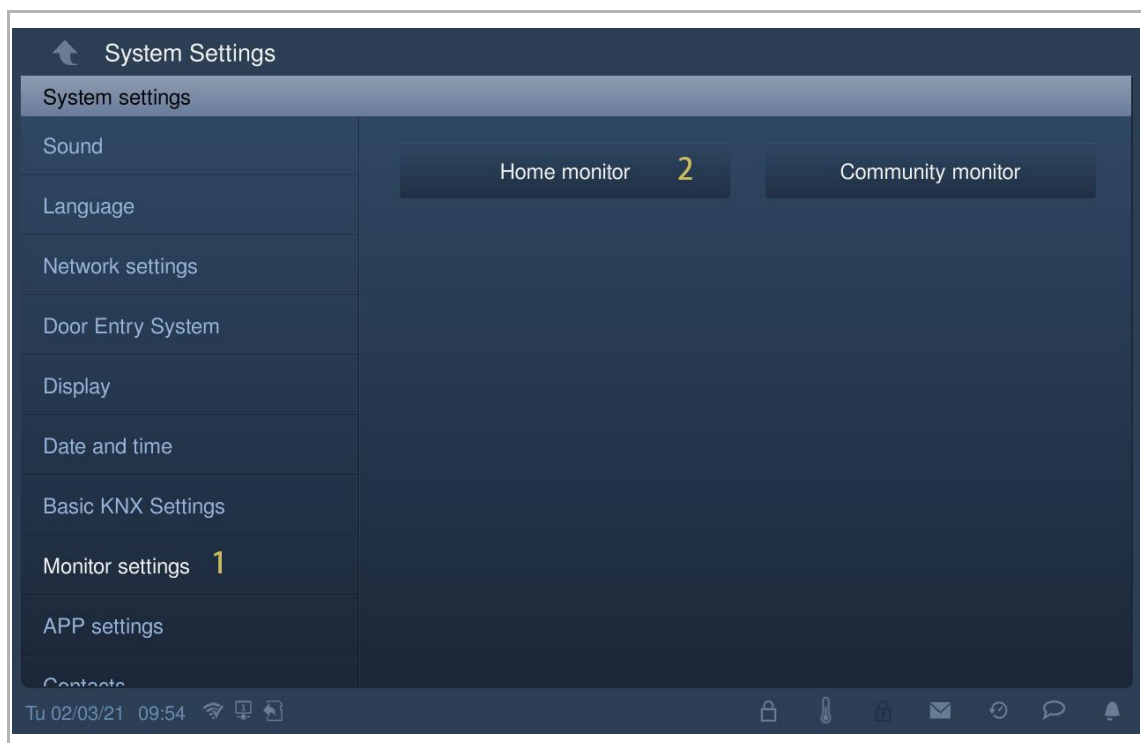 System Settings
System settings
Sound
Language
Network settings
Door Entry System
Display
Date and time
Basic KNX Settings
Monitor settings 1
APP settings
Contacts
Home monitor 2
Community monitor
Tu 02/03/21 09:54